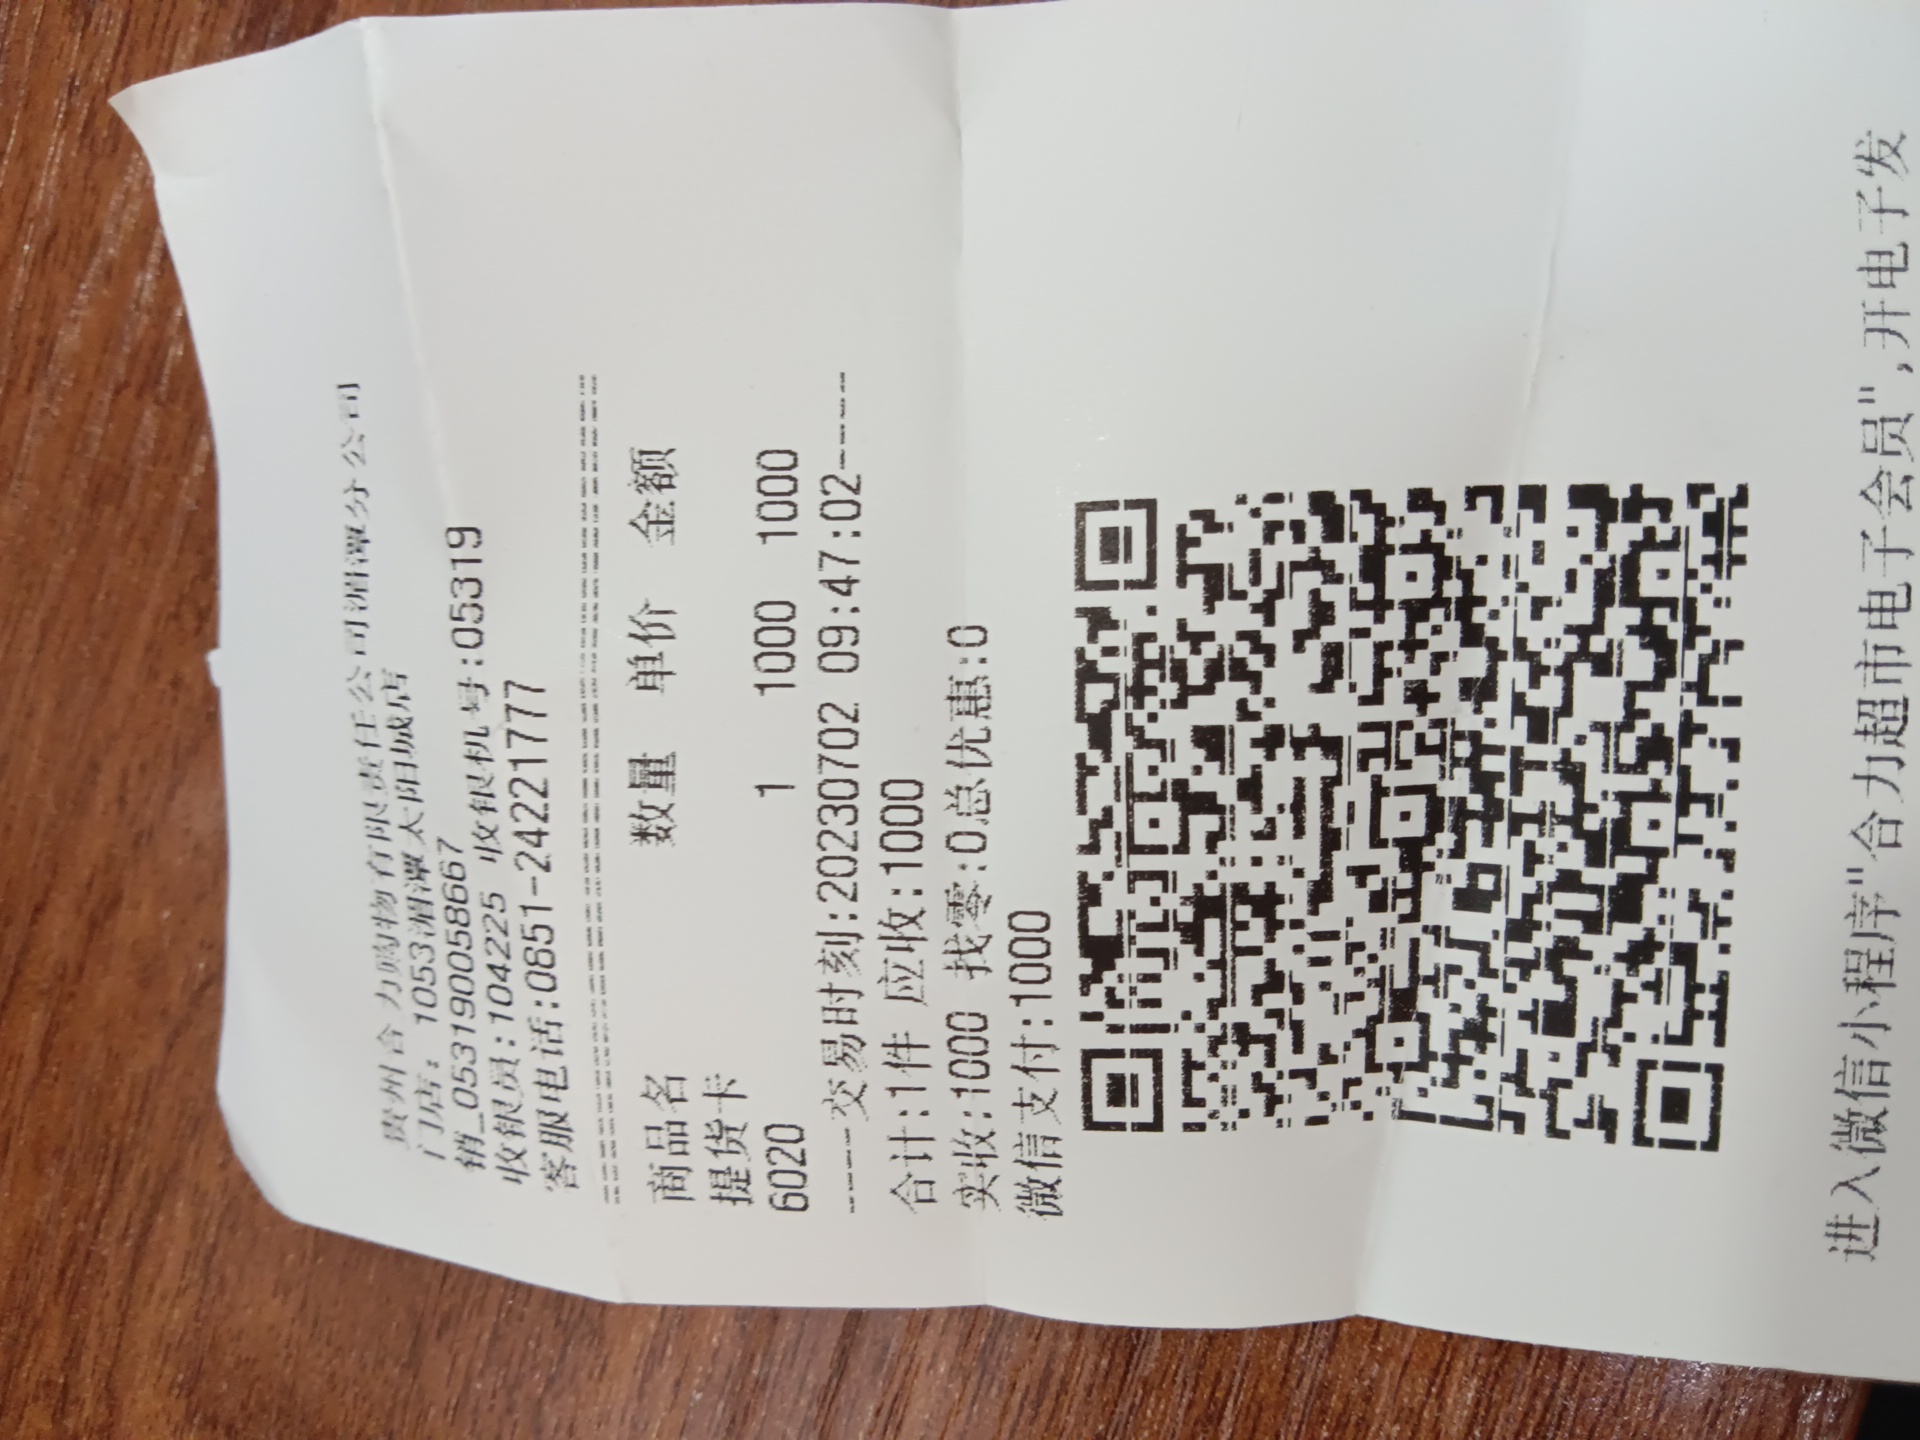 贵州合力购物有限责任公司湄潭分公司
门店: 1053湄潭太阳城店
销_053190058667
收银员:104225 收银机号:05319
客服电话:0851-24221777
商品名 数量 单价 金额
提货卡
6020 1 1000 1000
----交易时刻:20230702 09:47:02----
合计:1件 应收:1000
实收:1000 找零:0总优惠:0
微信支付:1000
进入微信小程序"合力超市电子会员",开电子发